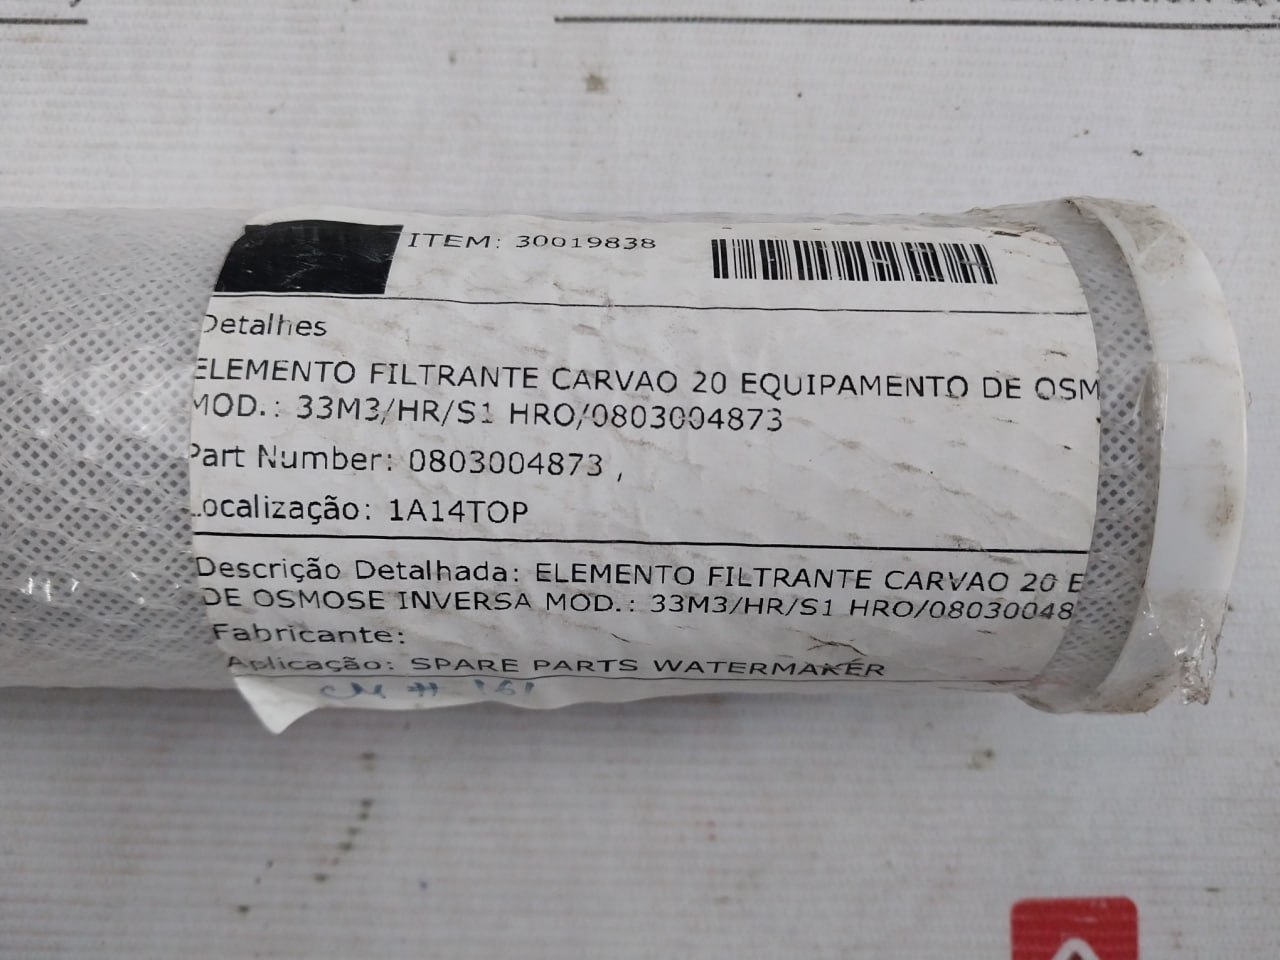 ITEM: 30019838
Detalhes
ELEMENTO FILTRANTE CARVAO 20 EQUIPAMENTO DE OSM
MOD.: 33M3/HR/S1 HRO/0803004873
Part Number: 0803004873 ,
Localização: 1A14TOP
Descrição Detalhada: ELEMENTO FILTRANTE CARVAO 20 E
DE OSMOSE INVERSA MOD.: 33M3/HR/S1 HRO/08030048
Fabricante:
Aplicação: SPARE PARTS WATERMAKER